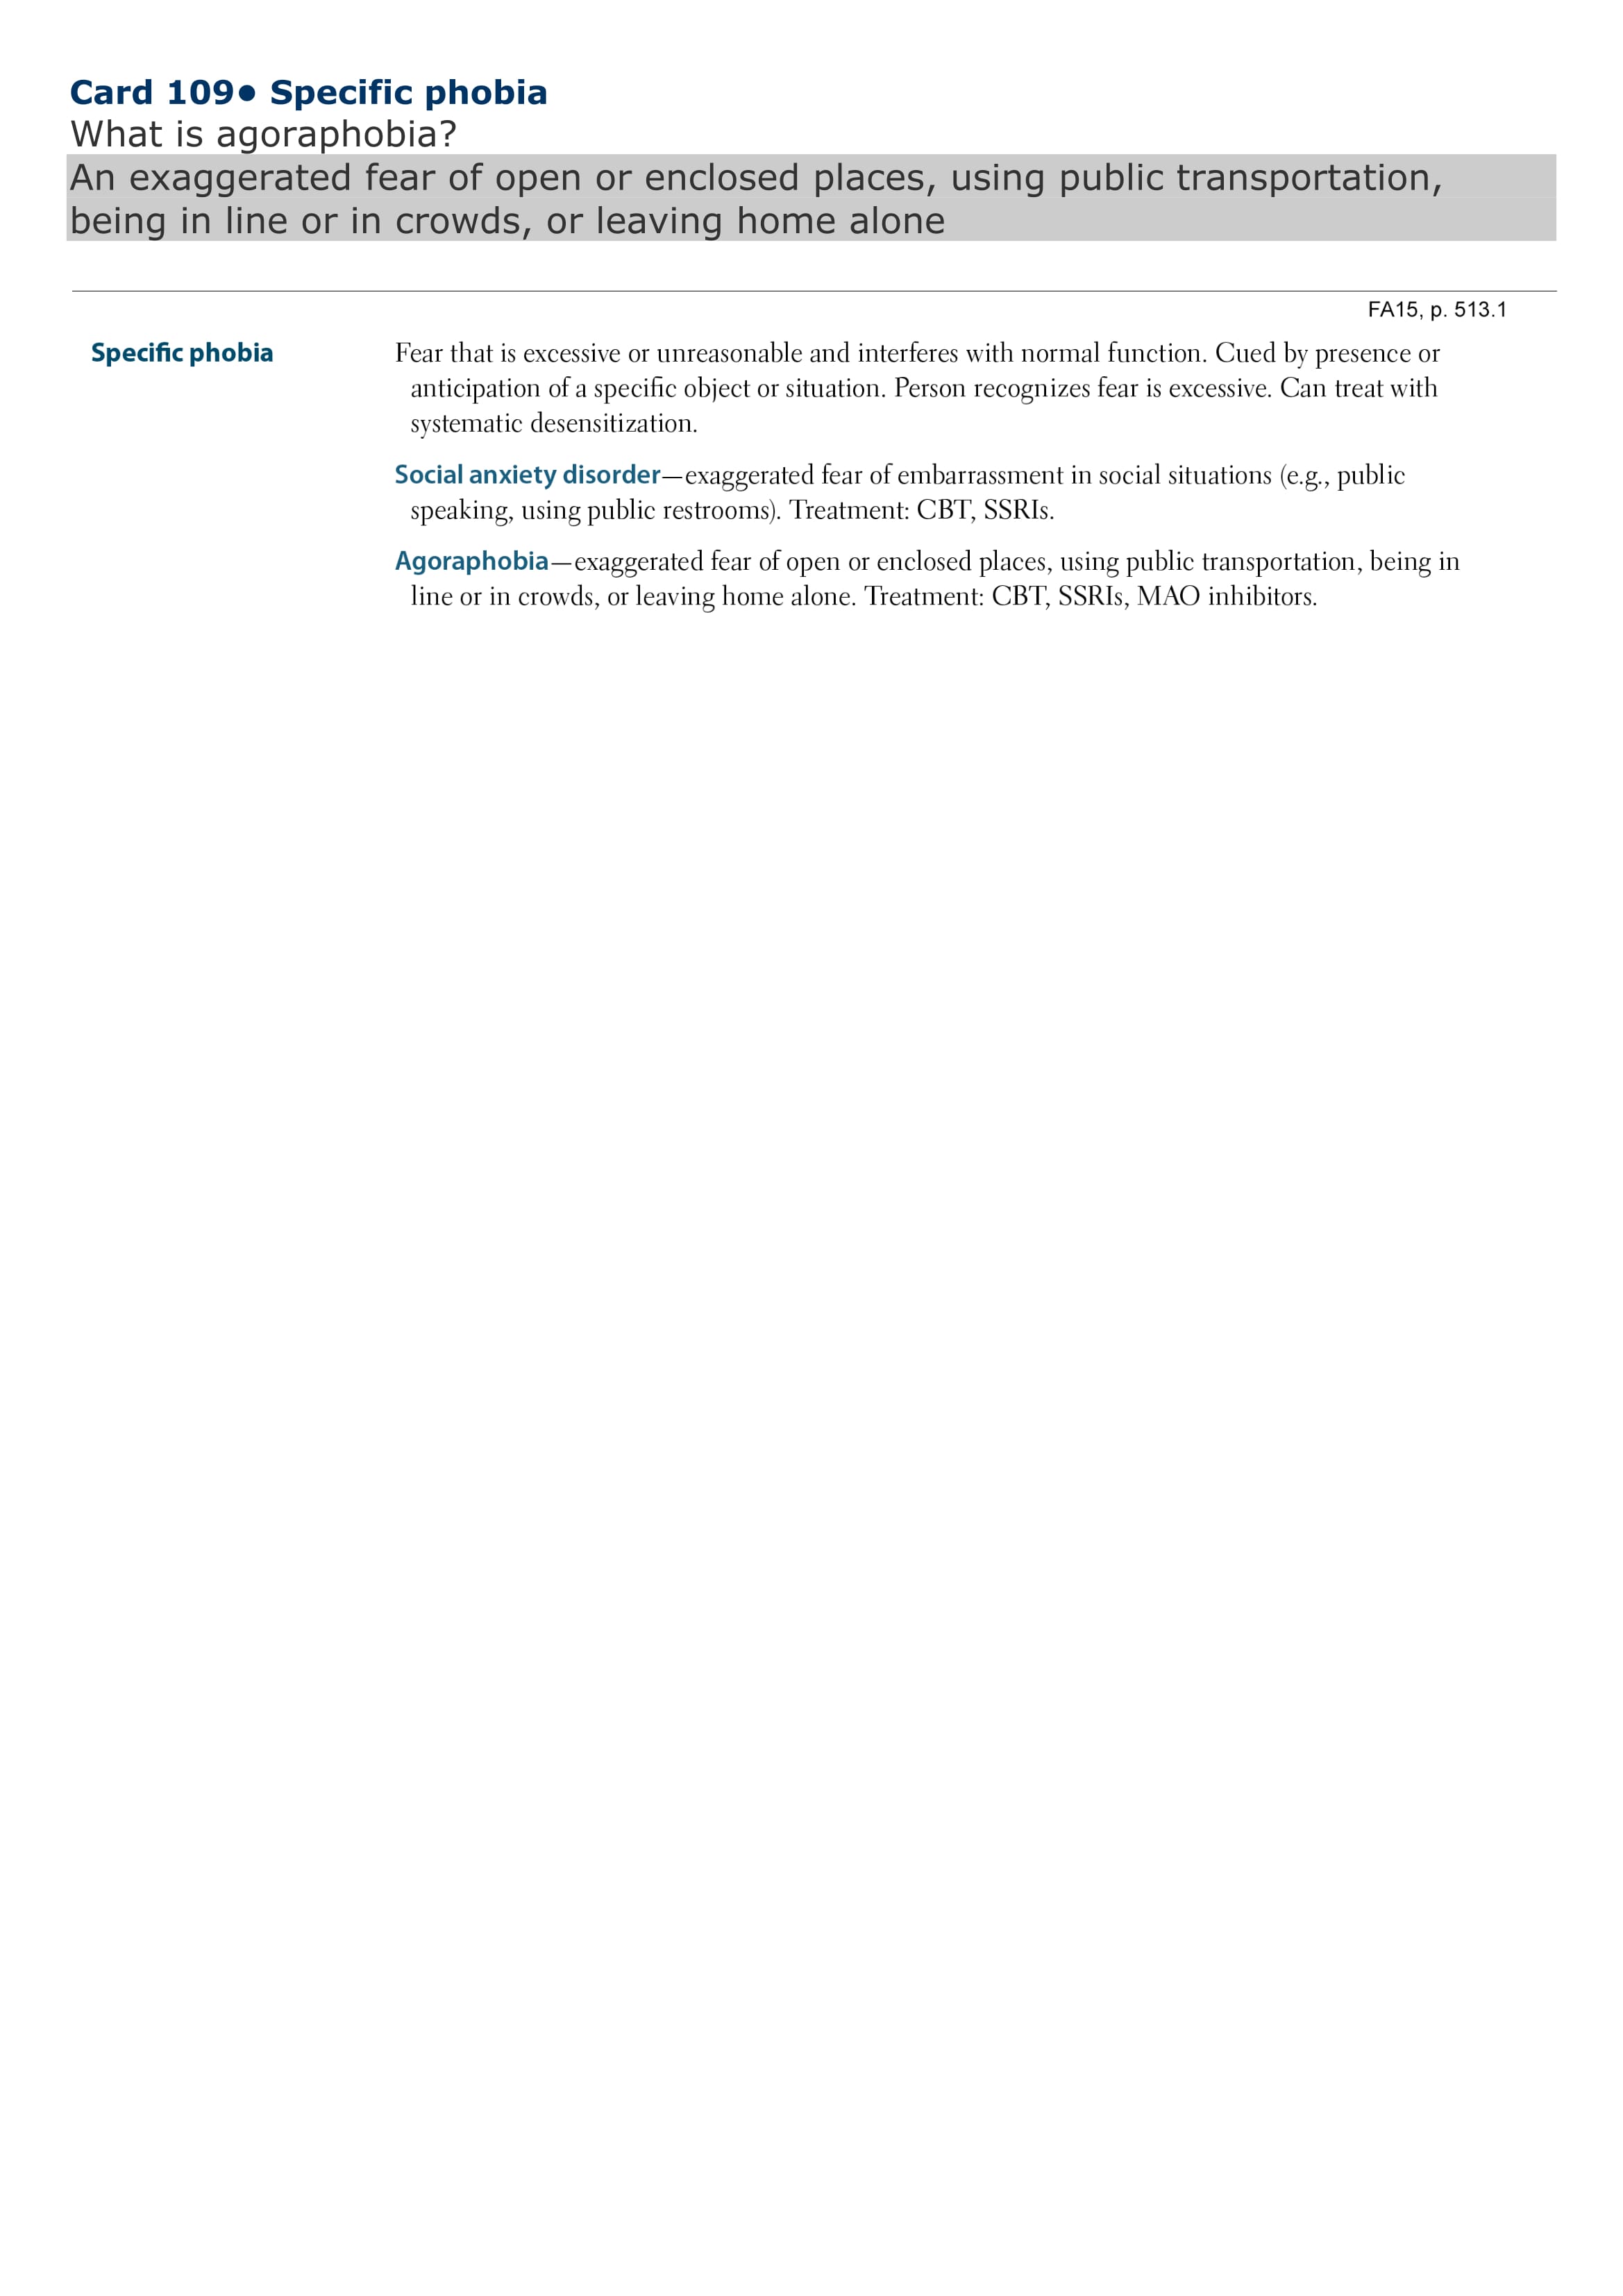 Card 109• Specific phobia
What is agoraphobia?
An exaggerated fear of open or enclosed places, using public transportation,
being in line or in crowds, or leaving home alone
FA15, p. 513.1
Specific phobia
Fear that is excessive or unreasonable and interferes with normal function. Cued by presence or
anticipation of a specific object or situation. Person recognizes fear is excessive. Can treat with
systematic desensitization.
Social anxiety disorder—exaggerated fear of embarrassment in social situations (e.g., public
speaking, using public restrooms). Treatment: CBT, SSRIs.
Agoraphobia—exaggerated fear of open or enclosed places, using public transportation, being in
line or in crowds, or leaving home alone. Treatment: CBT, SSRIs, MAO inhibitors.